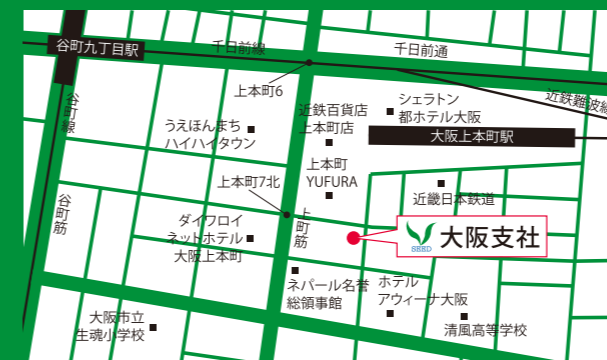 谷町九丁目駅
千日前線
千日前通
上本町6
近鉄難波線
谷町線
うえほんまち
ハイハイタウン
近鉄百貨店
上本町店
シェラトン
都ホテル大阪
大阪上本町駅
上本町
YUFURA
上本町7北
近畿日本鉄道
谷町筋
上町筋
ダイワロイ
ネットホテル
大阪上本町
SEED
大阪支社
ネパール名誉
総領事館
ホテル
アウィーナ大阪
大阪市立
生魂小学校
清風高等学校